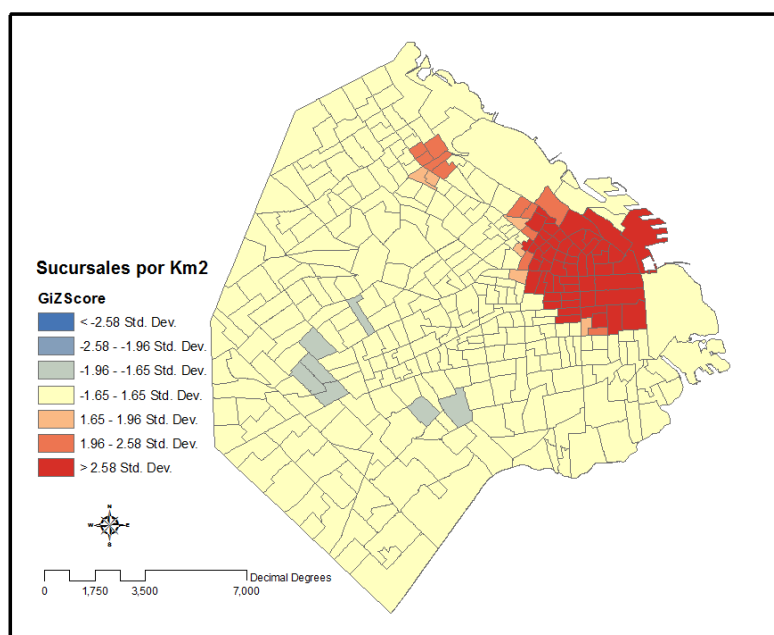 Sucursales por Km2
GiZScore
< -2.58 Std. Dev.
-2.58 - -1.96 Std. Dev.
-1.96 - -1.65 Std. Dev.
-1.65 - 1.65 Std. Dev.
1.65 - 1.96 Std. Dev.
1.96 - 2.58 Std. Dev.
> 2.58 Std. Dev.
N
W E
S
Decimal Degrees
0 1,750 3,500 7,000